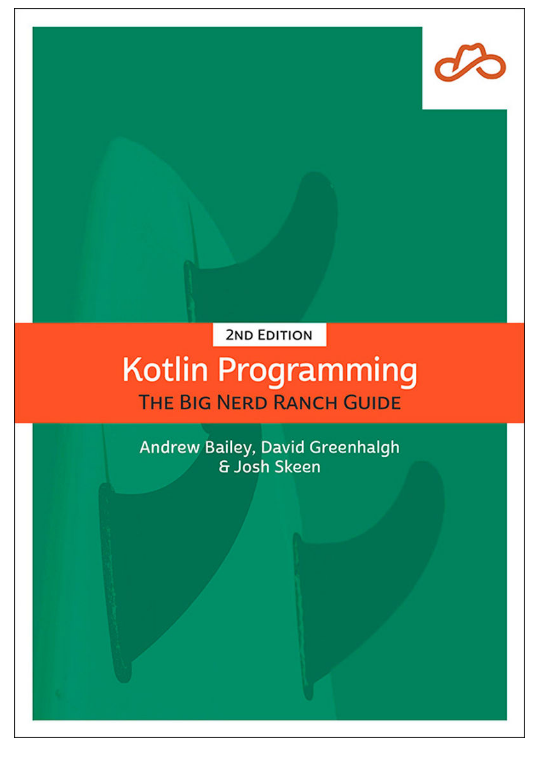 2ND EDITION
Kotlin Programming
THE BIG NERD RANCH GUIDE
Andrew Bailey, David Greenhalgh
& Josh Skeen